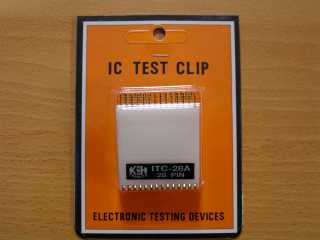 IC TEST CLIP
ITC-28A
28 PIN
ELECTRONIC TESTING DEVICES